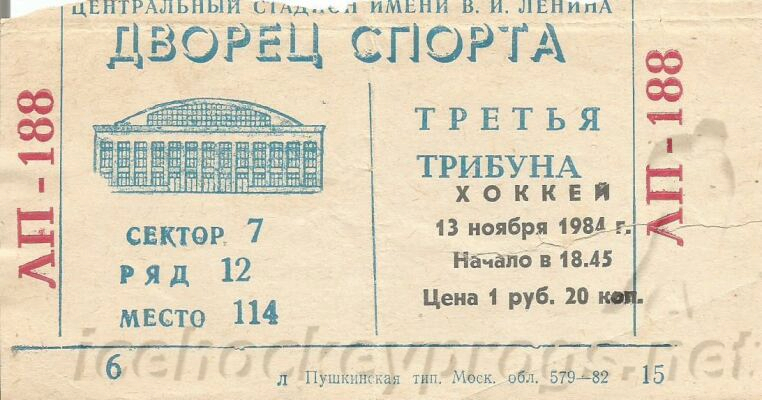 ЦЕНТРАЛЬНЫЙ СТАДИОН ИМЕНИ В. И. ЛЕНИНА
ДВОРЕЦ СПОРТА
ЛП-188
ТРЕТЬЯ
ТРИБУНА
ХОККЕЙ
13 ноября 1984 г.
Начало в 18.45
Цена 1 руб. 20 коп.
СЕКТОР 7
РЯД 12
МЕСТО 114
ЛП-188
6
л Пушкинская тип. Моск. обл. 579—82
15
icehockeyprogs.net